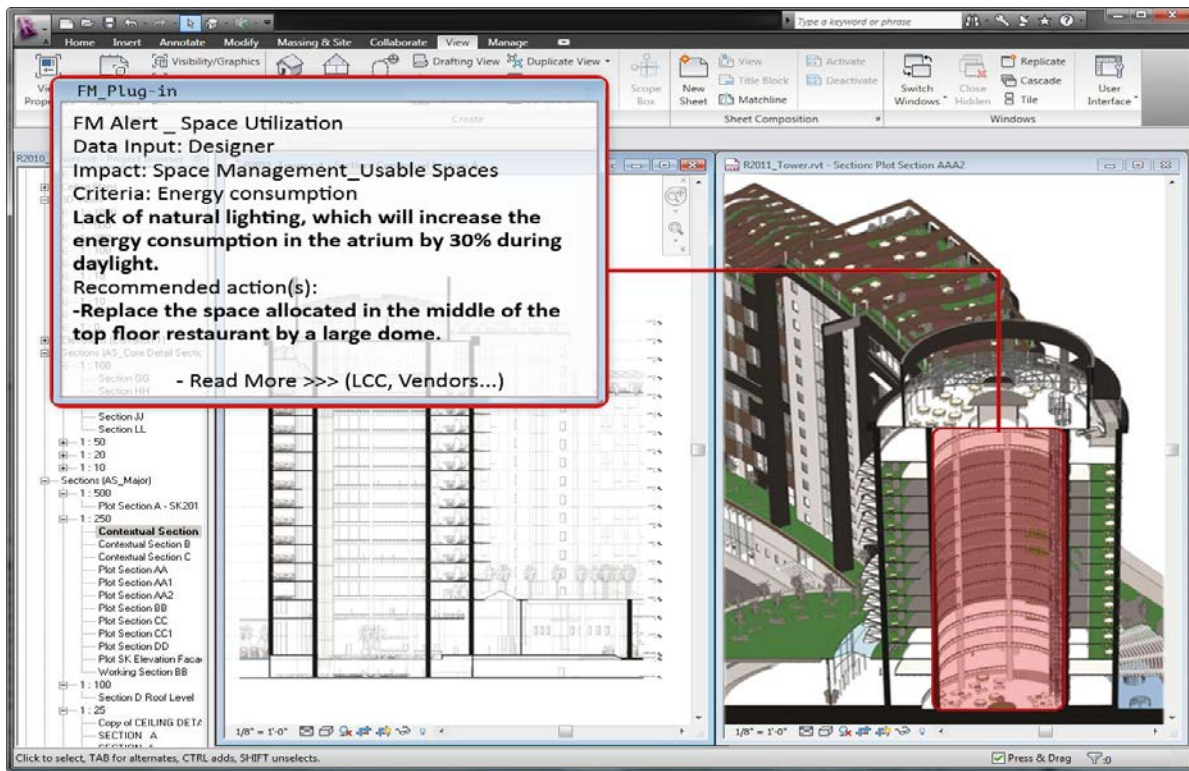 Type a keyword or phrase
Home Insert Annotate Modify Massing & Site Collaborate View Manage
Visibility/Graphics
Drafting View
Duplicate View
Scope Box
New Sheet
View
Title Block
Matchline
Activate
Deactivate
Switch Windows
Close Hidden
Replicate
Cascade
Tile
User Interface
Create
Sheet Composition
Windows
FM_Plug-in
FM Alert _ Space Utilization
Data Input: Designer
Impact: Space Management_Usable Spaces
Criteria: Energy consumption
Lack of natural lighting, which will increase the
energy consumption in the atrium by 30% during
daylight.
Recommended action(s):
-Replace the space allocated in the middle of the
top floor restaurant by a large dome.
- Read More >>> (LCC, Vendors...)
R2011_Tower.rvt - Section: Plot Section AAA2
Sections (AS_Core Detail Sectic
1 : 100
Section GG
Section HH
Section JJ
Section LL
1 : 50
1 : 20
1 : 10
Sections (AS_Major)
1 : 500
Plot Section A - SK201
1 : 250
Contextual Section
Contextual Section B
Contextual Section C
Plot Section AA
Plot Section AA1
Plot Section AA2
Plot Section BB
Plot Section CC
Plot Section CC1
Plot Section DD
Plot SK Elevation Faca
Working Section BB
1 : 100
Section D Roof Level
1 : 25
Copy of CEILING DETA
SECTION A
1/8" = 1'-0"
1/8" = 1'-0"
Click to select, TAB for alternates, CTRL adds, SHIFT unselects.
Press & Drag
:0